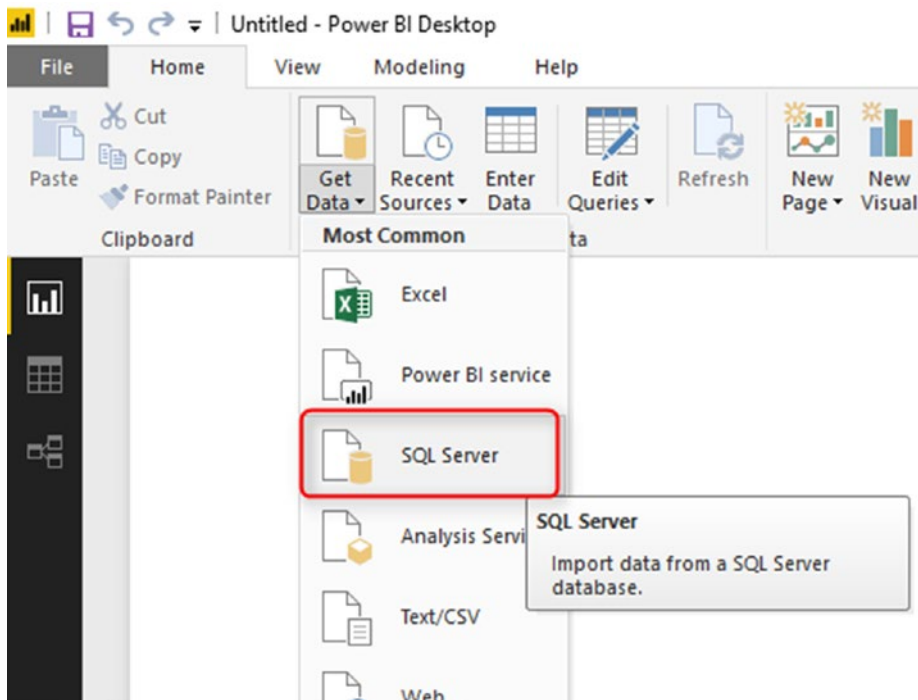 Untitled - Power BI Desktop
File Home View Modeling Help
Cut
Copy
Format Painter
Paste
Clipboard
Get Data
Recent Sources
Enter Data
Edit Queries
Refresh
New Page
New Visual
ta
Most Common
Excel
Power BI service
SQL Server
Analysis Servi
Text/CSV
Web
SQL Server
Import data from a SQL Server
database.